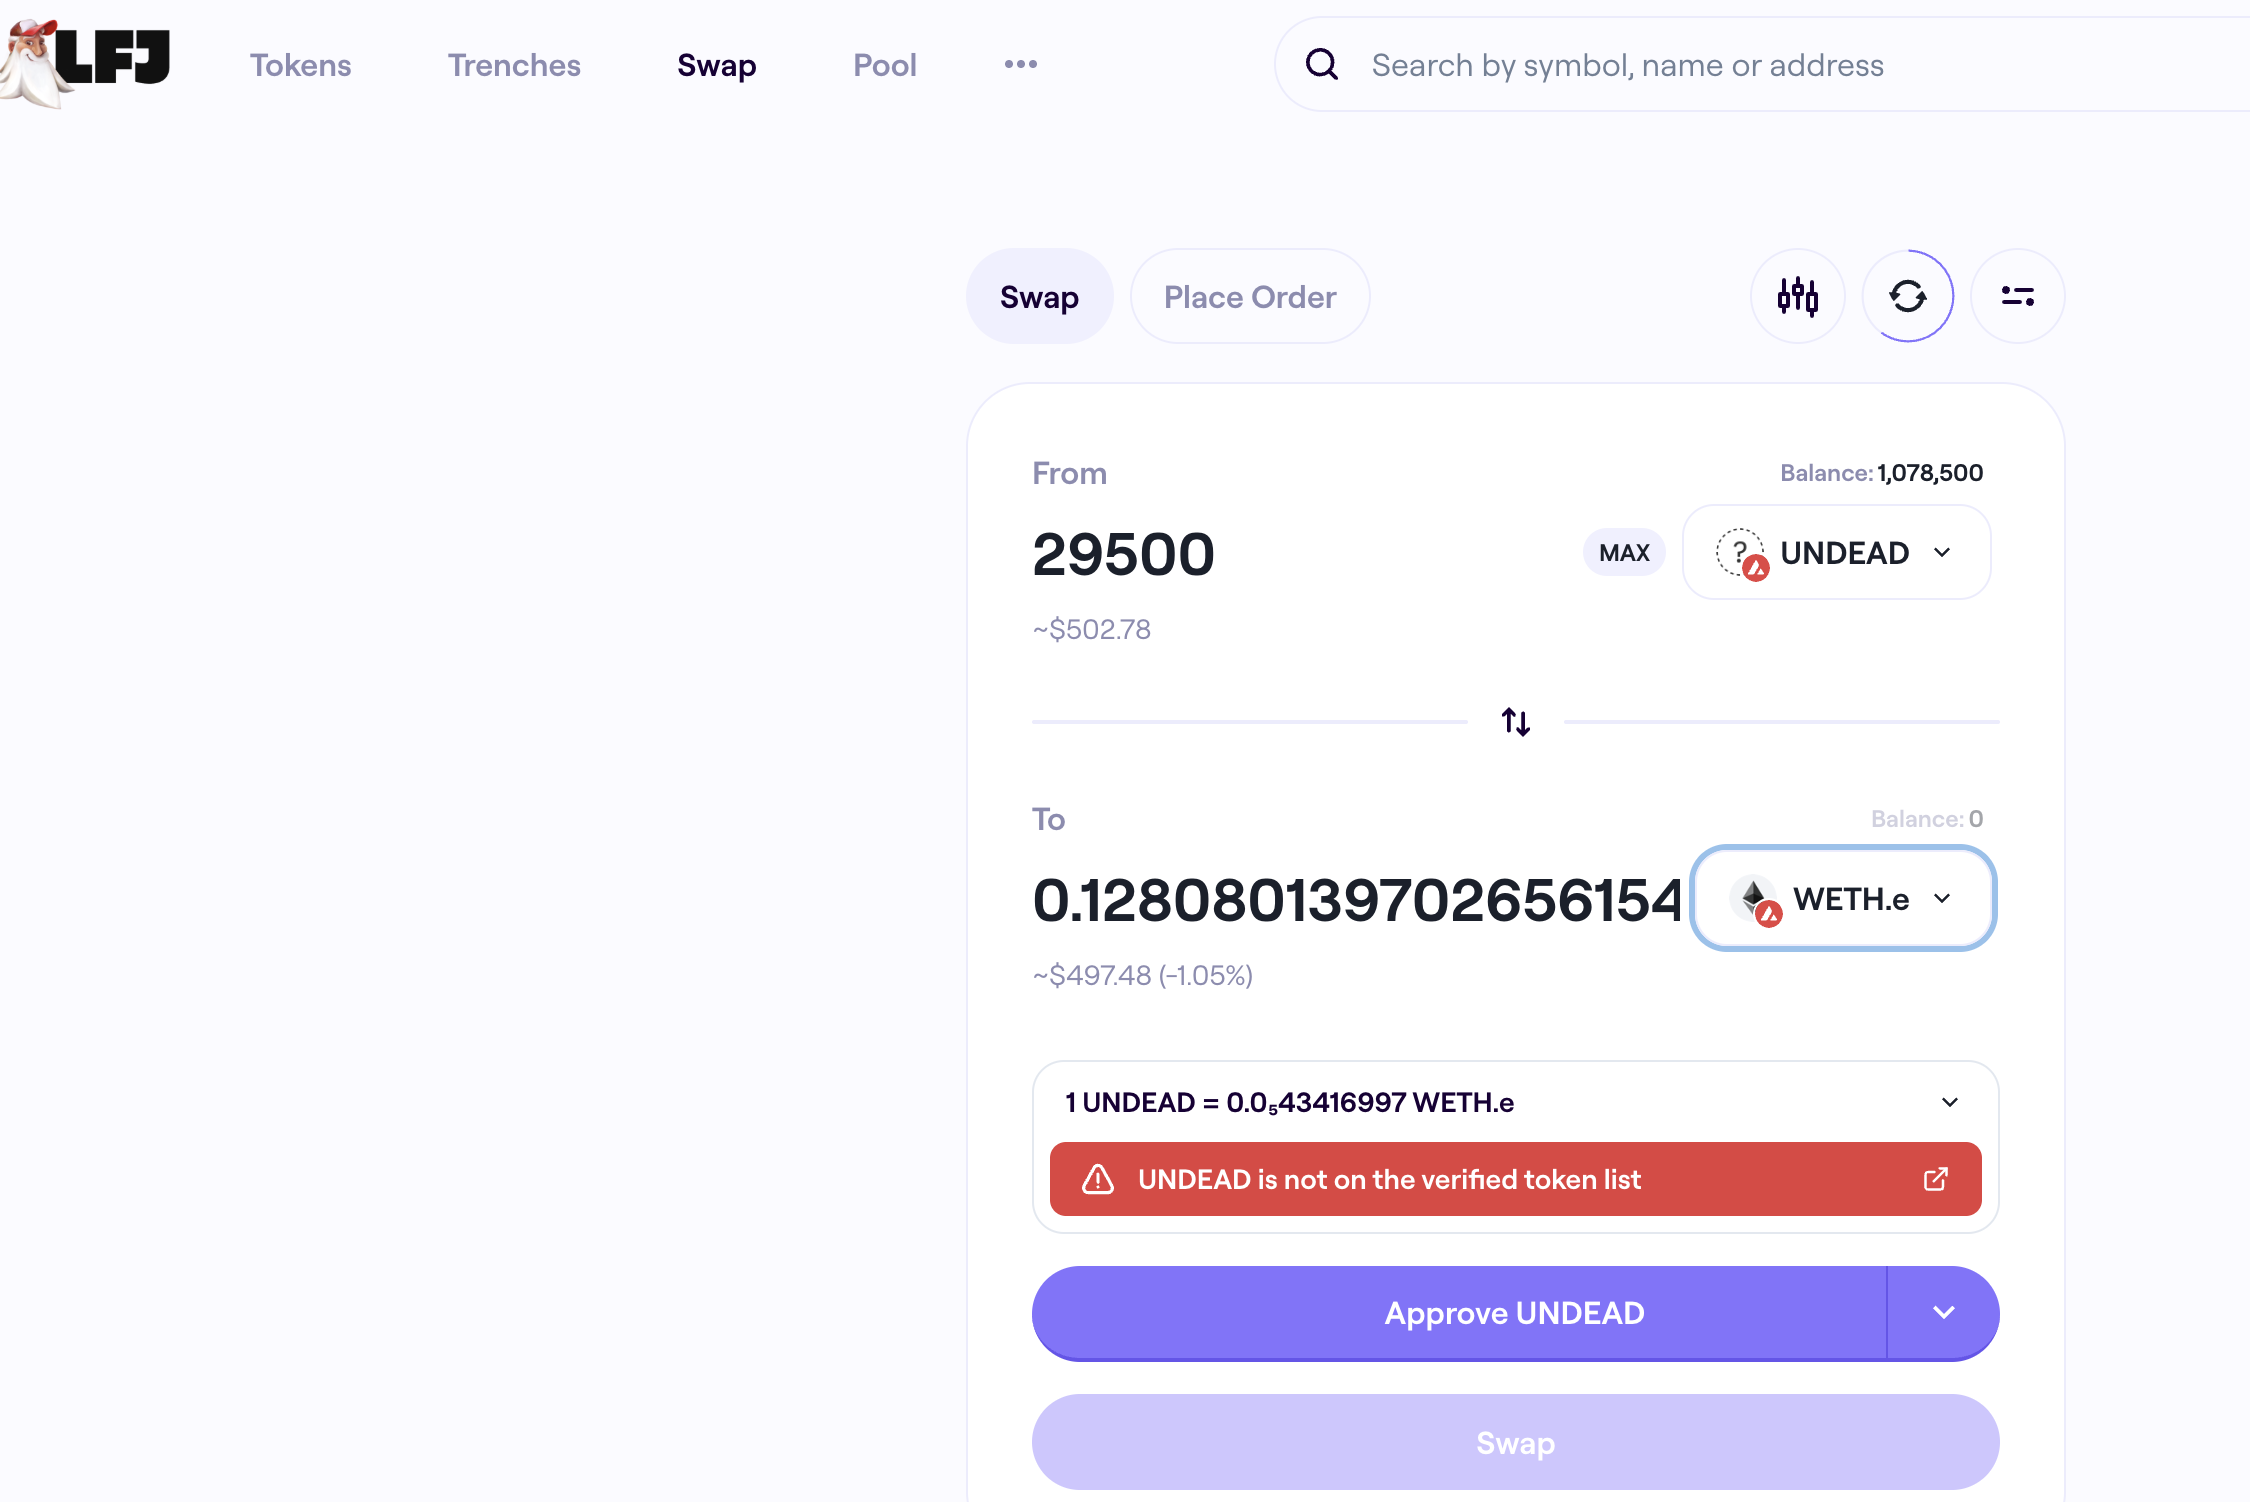 LFJ
Tokens Trenches Swap Pool ••• Search by symbol, name or address
Swap Place Order
From Balance: 1,078,500
29500 MAX ? UNDEAD
~$502.78
To Balance: 0
0.128080139702656154 WETH.e
~$497.48 (-1.05%)
1 UNDEAD = 0.0₅43416997 WETH.e
UNDEAD is not on the verified token list
Approve UNDEAD
Swap